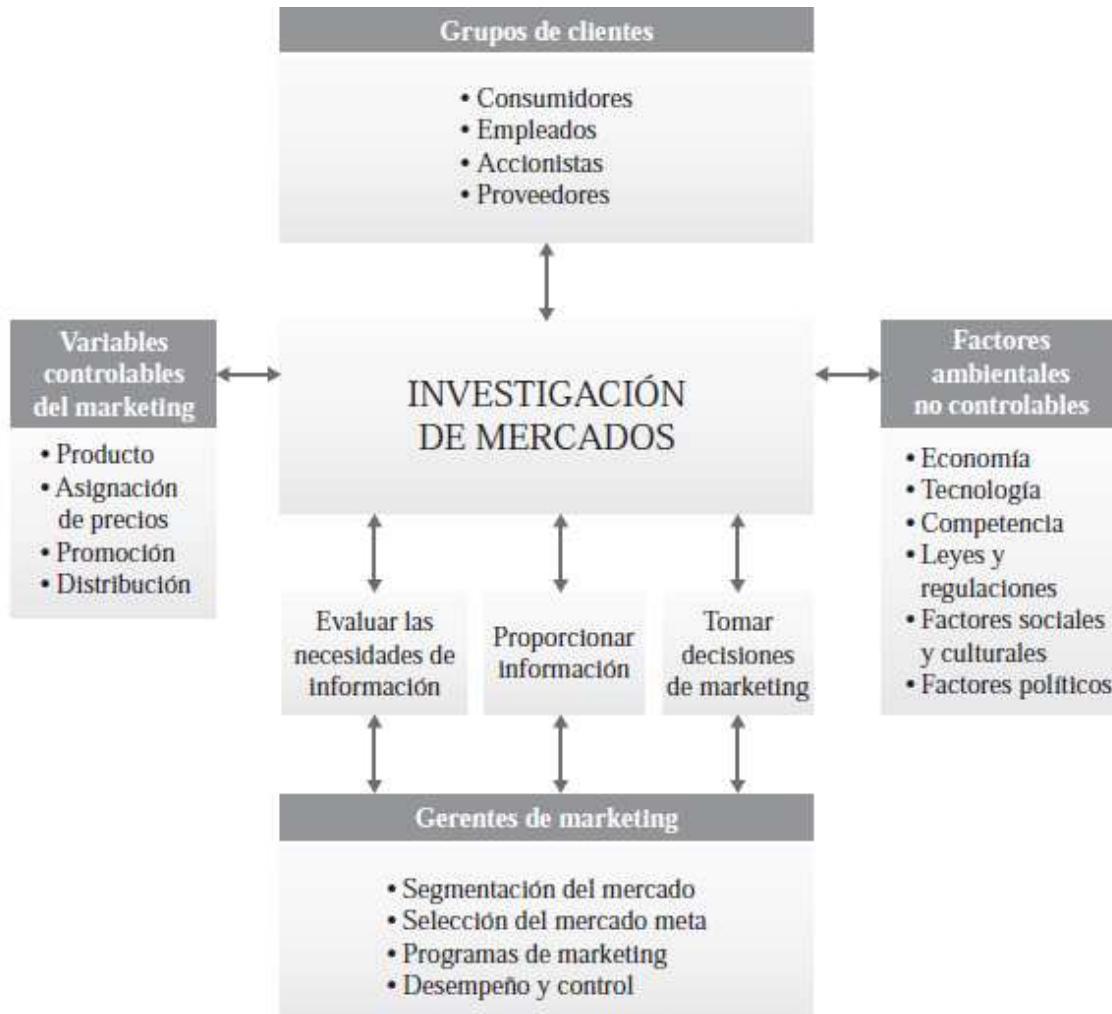 Grupos de clientes
• Consumidores
• Empleados
• Accionistas
• Proveedores
Variables
controlables
del marketing
• Producto
• Asignación
de precios
• Promoción
• Distribución
INVESTIGACIÓN
DE MERCADOS
Factores
ambientales
no controlables
• Economía
• Tecnología
• Competencia
• Leyes y
regulaciones
• Factores sociales
y culturales
• Factores políticos
Evaluar las
necesidades de
información
Proporcionar
información
Tomar
decisiones
de marketing
Gerentes de marketing
• Segmentación del mercado
• Selección del mercado meta
• Programas de marketing
• Desempeño y control